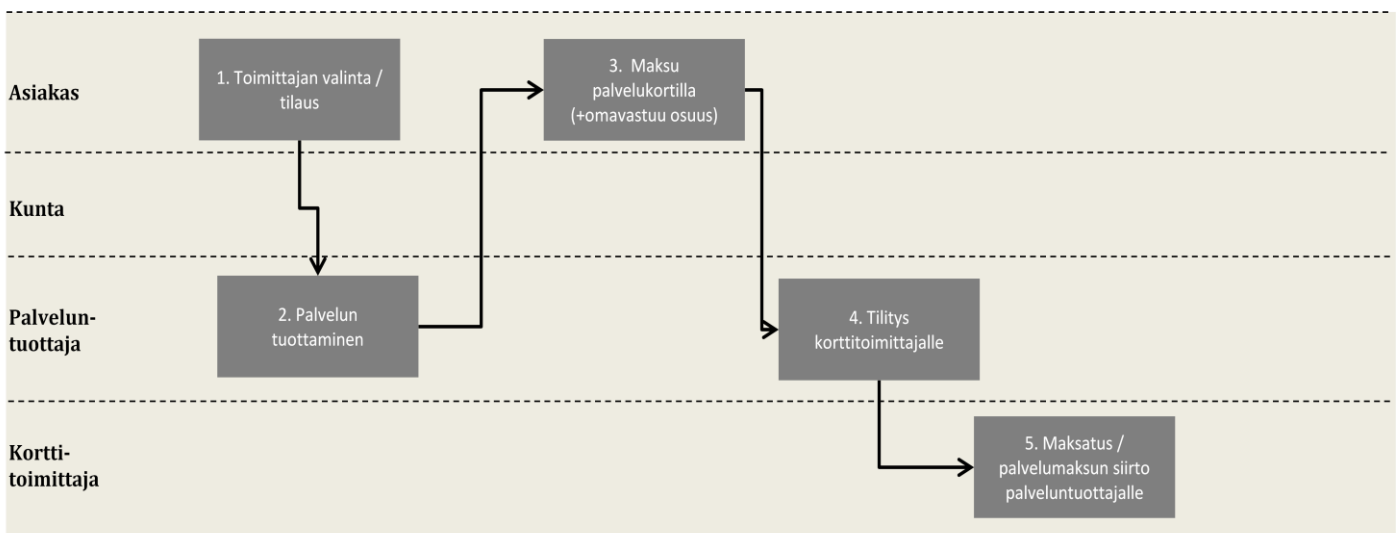 Asiakas
1. Toimittajan valinta /
tilaus
3. Maksu
palvelukortilla
(+omavastuu osuus)
Kunta
Palvelun-
tuottaja
2. Palvelun
tuottaminen
4. Tilitys
korttitoimittajalle
Kortti-
toimittaja
5. Maksatus /
palvelumaksun siirto
palveluntuottajalle